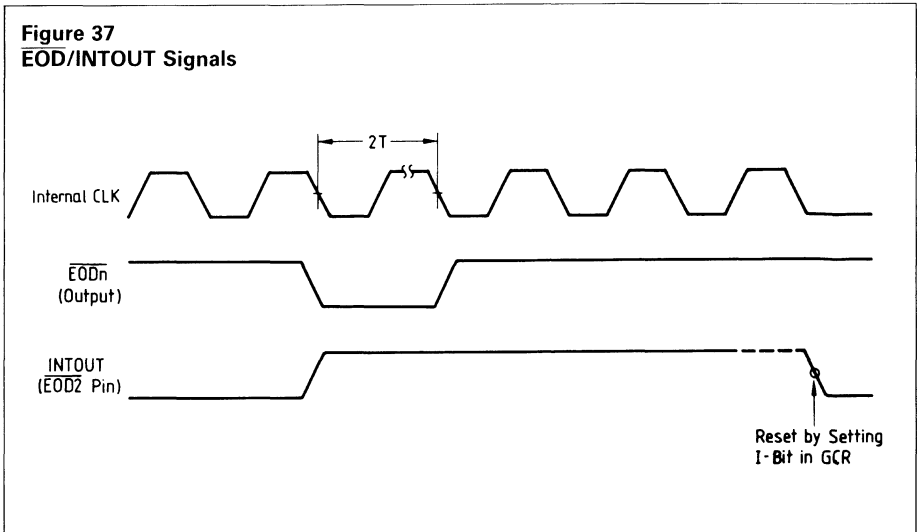 Figure 37
EOD/INTOUT Signals
2T
Internal CLK
EODn
(Output)
INTOUT
(EOD2 Pin)
Reset by Setting
I-Bit in GCR